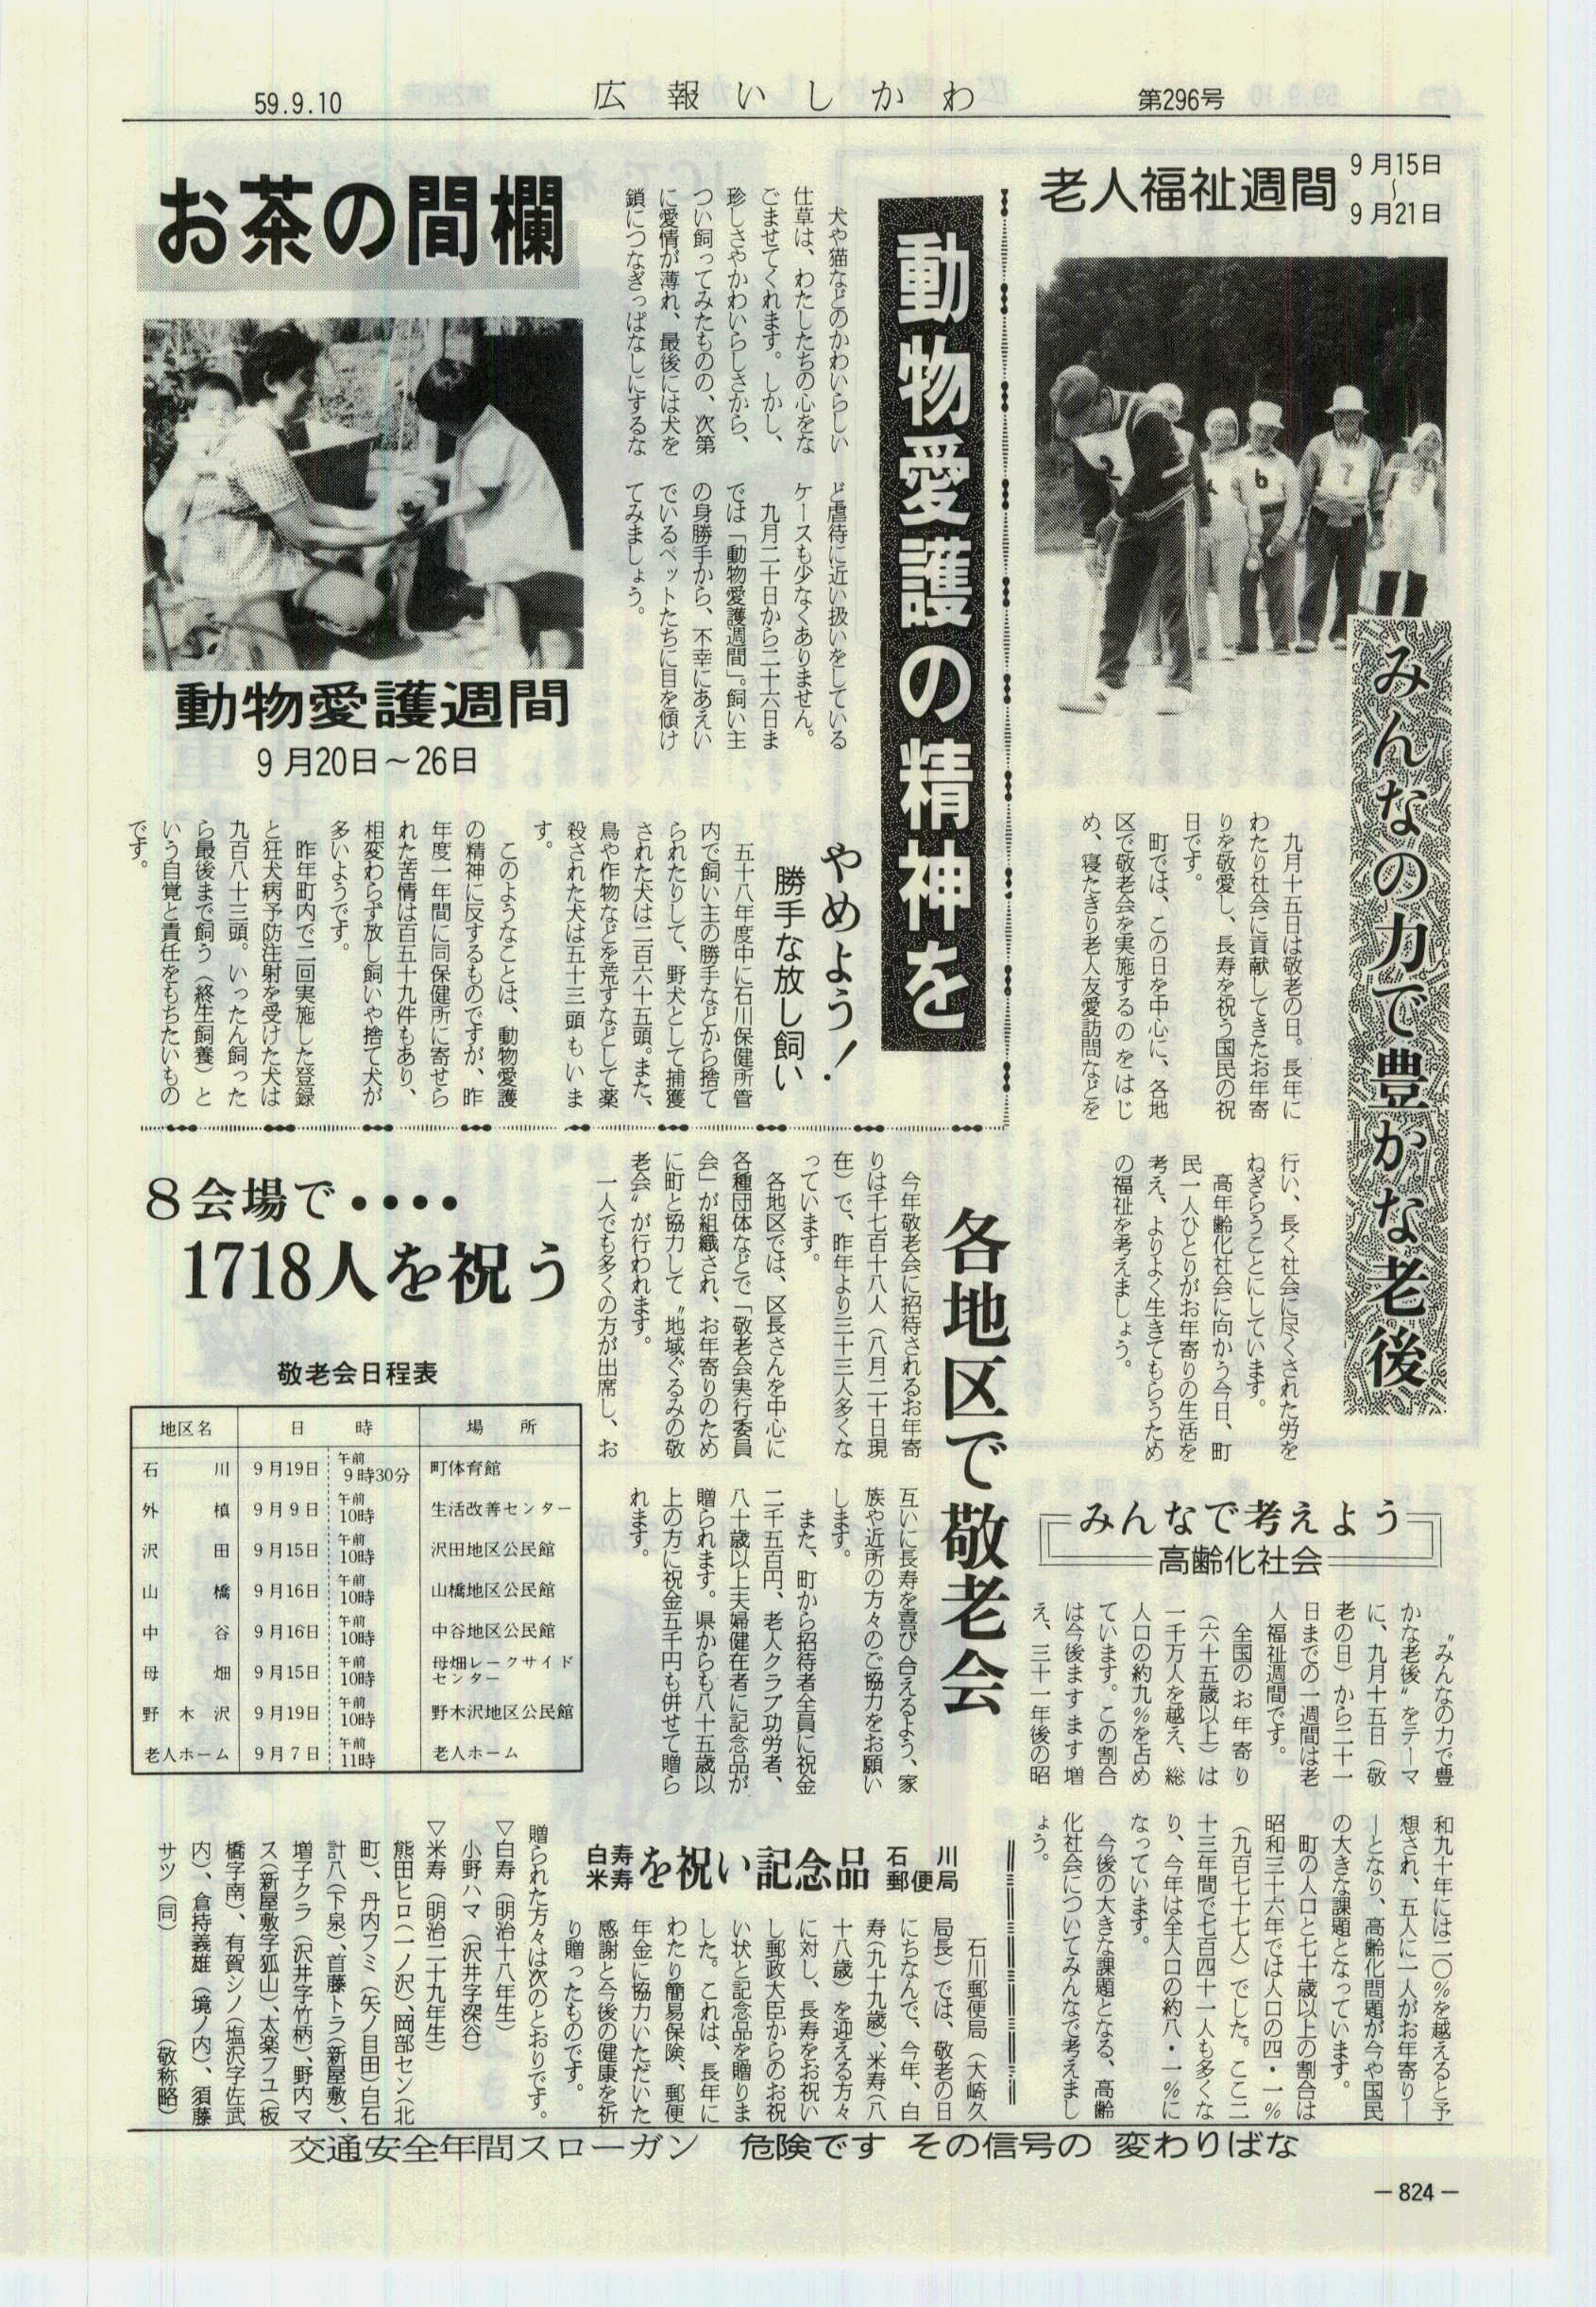 59.9.10
広報いしかわ
第296号
老人福祉週間
9月15日
〜
9月21日
みんなの力で豊かな老後
九月十五日は敬老の日。長年に
わたり社会に貢献してきたお年寄
りを敬愛し、長寿を祝う国民の祝
日です。
町では、この日を中心に、各地
区で敬老会を実施するのをはじ
め、寝たきり老人友愛訪問などを
行い、長く社会に尽くされた労を
ねぎらうことにしています。
高年齢化社会に向かう今日、町
民一人ひとりがお年寄りの生活を
考え、よりよく生きてもらうため
の福祉を考えましょう。
みんなで考えよう
高齢化社会
〝みんなの力で豊
かな老後〟をテーマ
に、九月十五日(敬
老の日)から二十一
日までの一週間は老
人福祉週間です。
全国のお年寄り
(六十五歳以上)は
一千万人を越え、総
人口の約九%を占め
ています。この割合
は今後ますます増
え、三十一年後の昭
和九十年には二〇%を越えると予
想され、五人に一人がお年寄り―
―となり、高齢化問題が今や国民
の大きな課題となっています。
町の人口と七十歳以上の割合は
昭和三十六年では人口の四・一%
(九百七十七人)でした。ここ二
十三年間で七百四十一人も多くな
り、今年は全人口の約八・一%に
なっています。
今後の大きな課題となる、高齢
化社会についてみんなで考えまし
ょう。
動物愛護の精神を
犬や猫などのかわいらしい
仕草は、わたしたちの心をな
ごませてくれます。しかし、
珍しさやかわいらしさから、
つい飼ってみたものの、次第
に愛情が薄れ、最後には犬を
鎖につなぎっぱなしにするな
ど虐待に近い扱いをしている
ケースも少なくありません。
九月二十日から二十六日ま
では「動物愛護週間」。飼い主
の身勝手から、不幸にあえい
でいるペットたちに目を傾け
てみましょう。
お茶の間欄
動物愛護週間
9月20日〜26日
やめよう!
勝手な放し飼い
五十八年度中に石川保健所管
内で飼い主の勝手などから捨て
られたりして、野犬として捕獲
された犬は二百六十五頭。また、
鳥や作物などを荒すなどして薬
殺された犬は五十三頭もいま
す。
このようなことは、動物愛護
の精神に反するものですが、昨
年度一年間に同保健所に寄せら
れた苦情は百五十九件もあり、
相変わらず放し飼いや捨て犬が
多いようです。
昨年町内で二回実施した登録
と狂犬病予防注射を受けた犬は
九百八十三頭。いったん飼った
ら最後まで飼う(終生飼養)と
いう自覚と責任をもちたいもの
です。
各地区で敬老会
今年敬老会に招待されるお年寄
りは千七百十八人(八月二十日現
在)で、昨年より三十三人多くな
っています。
各地区では、区長さんを中心に
各種団体などで「敬老会実行委員
会」が組織され、お年寄りのため
に町と協力して〝地域ぐるみの敬
老会〟が行われます。
一人でも多くの方が出席し、お
互いに長寿を喜び合えるよう、家
族や近所の方々のご協力をお願い
します。
また、町から招待者全員に祝金
二千五百円、老人クラブ功労者、
八十歳以上夫婦健在者に記念品が
贈られます。県からも八十五歳以
上の方に祝金五千円も併せて贈ら
れます。
8会場で・・・・
1718人を祝う
敬老会日程表
地区名 日時 場所
石川 9月19日 午前9時30分 町体育館
外槙 9月9日 午前10時 生活改善センター
沢田 9月15日 午前10時 沢田地区公民館
山橋 9月16日 午前10時 山橋地区公民館
中谷 9月16日 午前10時 中谷地区公民館
母畑 9月15日 午前10時 母畑レークサイドセンター
野木沢 9月19日 午前10時 野木沢地区公民館
老人ホーム 9月7日 午前11時 老人ホーム
白寿米寿を祝い記念品 石川郵便局
石川郵便局(大崎久
局長)では、敬老の日
にちなんで、今年、白
寿(九十九歳)、米寿(八
十八歳)を迎える方々
に対し、長寿をお祝い
し郵政大臣からのお祝
い状と記念品を贈りま
した。これは、長年に
わたり簡易保険、郵便
年金に協力いただいた
感謝と今後の健康を祈
り贈ったものです。
贈られた方々は次のとおりです。
▽白寿(明治十八年生)
小野ハマ(沢井字深谷)
▽米寿(明治二十九年生)
熊田ヒロ(一ノ沢)、岡部セン(北
町)、丹内フミ(矢ノ目田)白石
計八(下泉)、首藤トラ(新屋敷)、
増子クラ(沢井字竹柄)、野内マ
ス(新屋敷字狐山)、大楽フユ(板
橋字南)、有賀シノ(塩沢字佐武
内)、倉持義雄(境ノ内)、須藤
サツ(同)
(敬称略)
交通安全年間スローガン 危険です その信号の 変わりばな
―824―